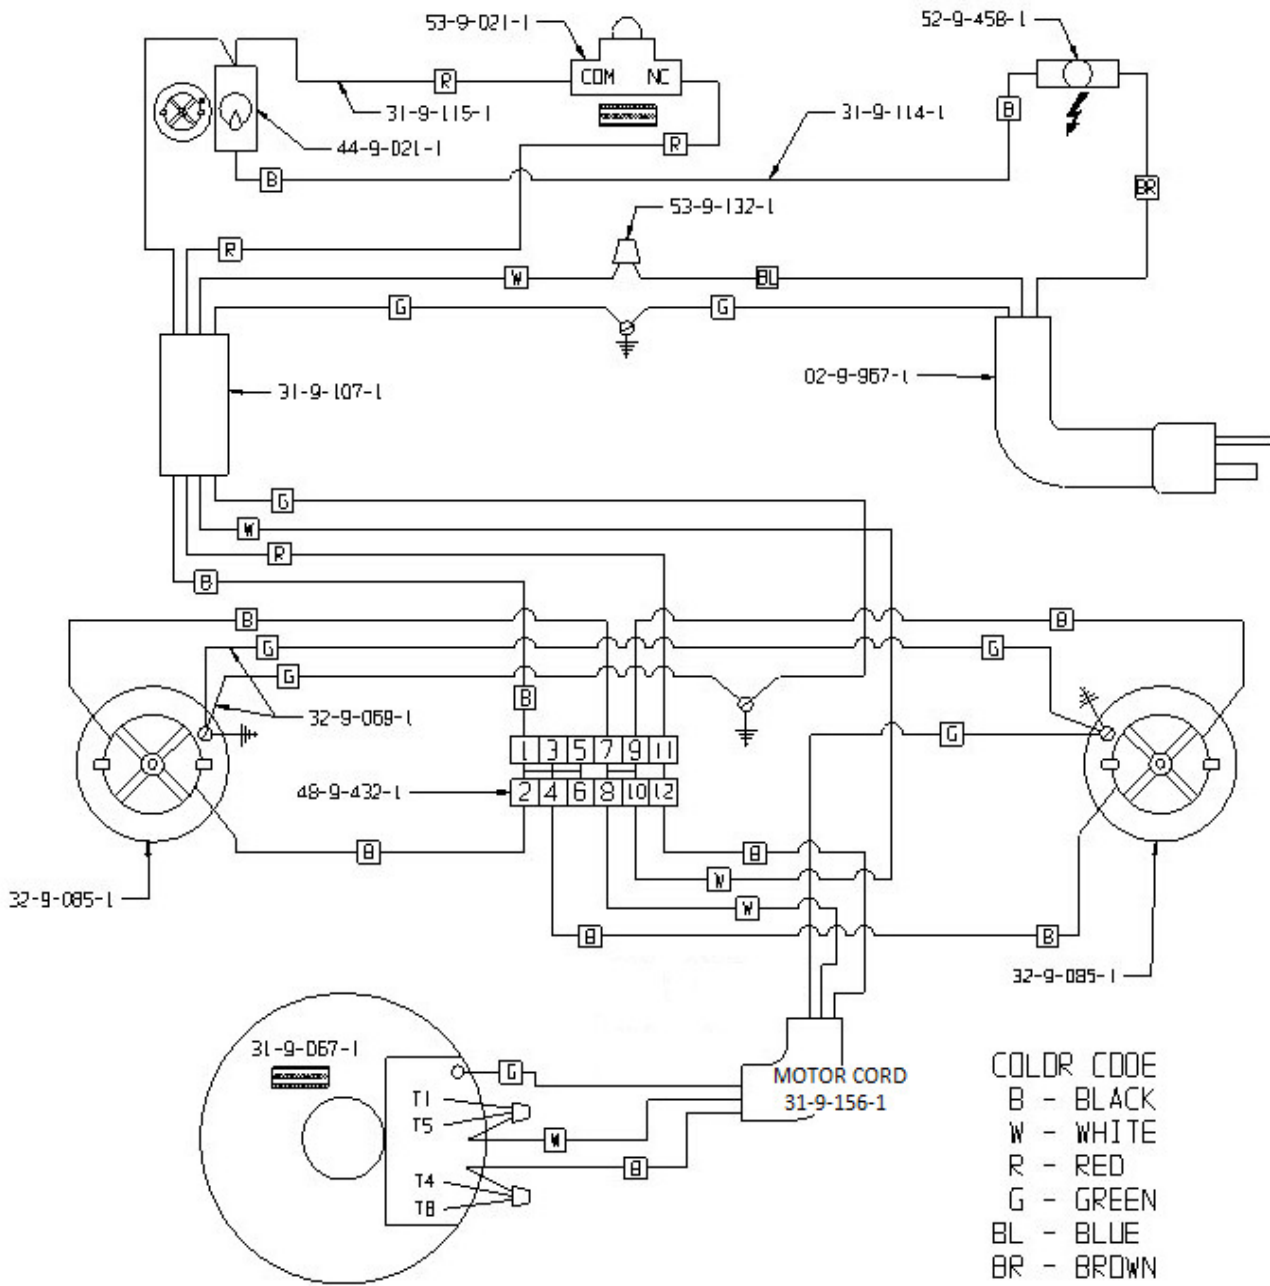 53-9-021-1
52-9-458-1
COM NC
R
31-9-115-1
31-9-114-1
B
44-9-021-1
R
B
BR
53-9-132-1
R
W
BL
G
G
31-9-107-1
02-9-967-1
G
W
R
B
B
B
G
G
G
B
32-9-069-1
G
1 3 5 7 9 11
48-9-432-1
2 4 6 8 10 12
B
B
W
32-9-085-1
W
B
B
32-9-085-1
31-9-067-1
G
MOTOR CORD
31-9-156-1
T1
T5
W
B
T4
T8
COLOR CODE
B - BLACK
W - WHITE
R - RED
G - GREEN
BL - BLUE
BR - BROWN